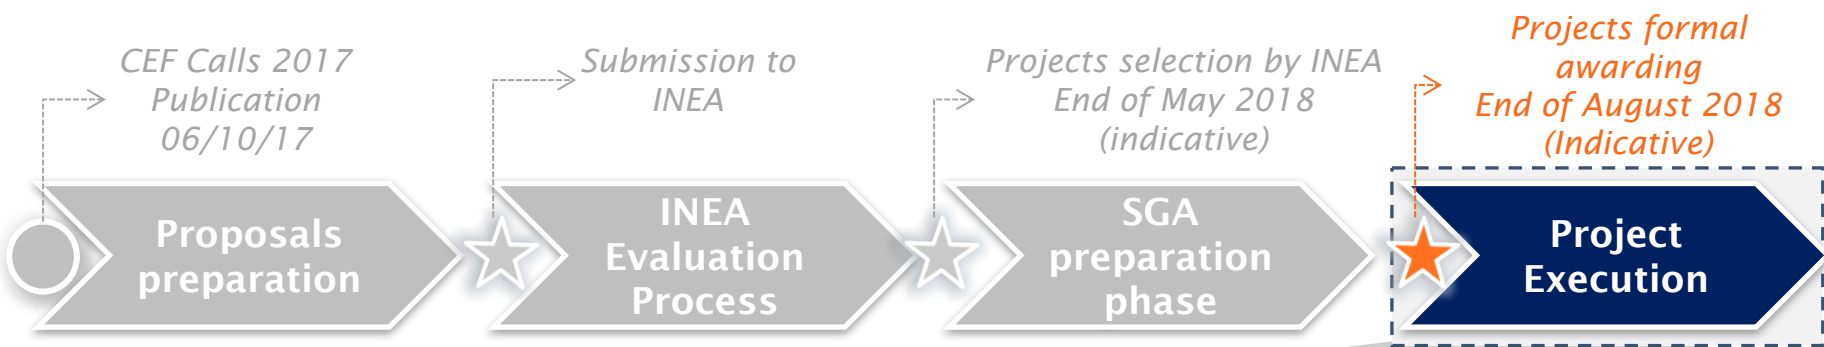 CEF Calls 2017
Publication
06/10/17
Submission to
INEA
Projects selection by INEA
End of May 2018
(indicative)
Projects formal
awarding
End of August 2018
(Indicative)
Proposals
preparation
INEA
Evaluation
Process
SGA
preparation
phase
Project
Execution